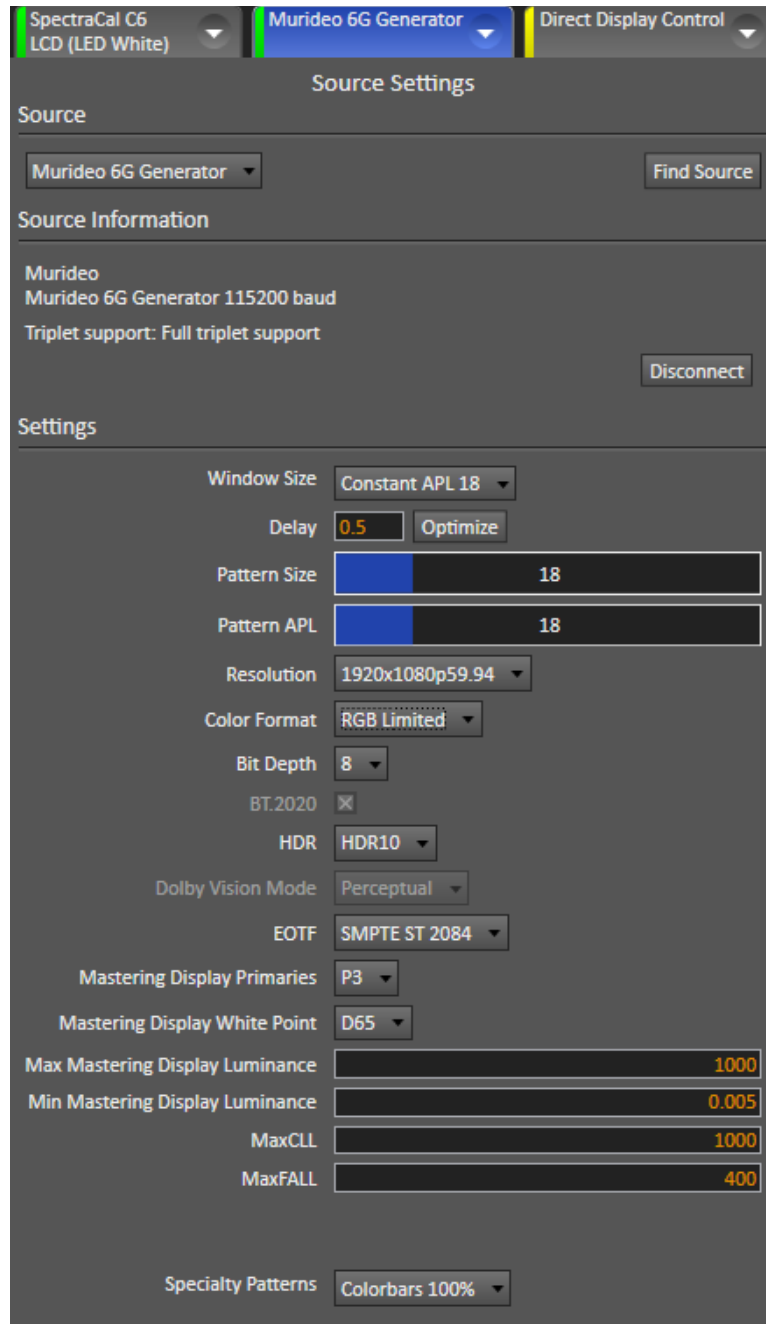 SpectraCal C6
LCD (LED White)
Murideo 6G Generator
Direct Display Control
Source Settings
Source
Murideo 6G Generator
Find Source
Source Information
Murideo
Murideo 6G Generator 115200 baud
Triplet support: Full triplet support
Disconnect
Settings
Window Size Constant APL 18
Delay 0.5 Optimize
Pattern Size 18
Pattern APL 18
Resolution 1920x1080p59.94
Color Format RGB Limited
Bit Depth 8
BT.2020
HDR HDR10
Dolby Vision Mode Perceptual
EOTF SMPTE ST 2084
Mastering Display Primaries P3
Mastering Display White Point D65
Max Mastering Display Luminance 1000
Min Mastering Display Luminance 0.005
MaxCLL 1000
MaxFALL 400
Specialty Patterns Colorbars 100%